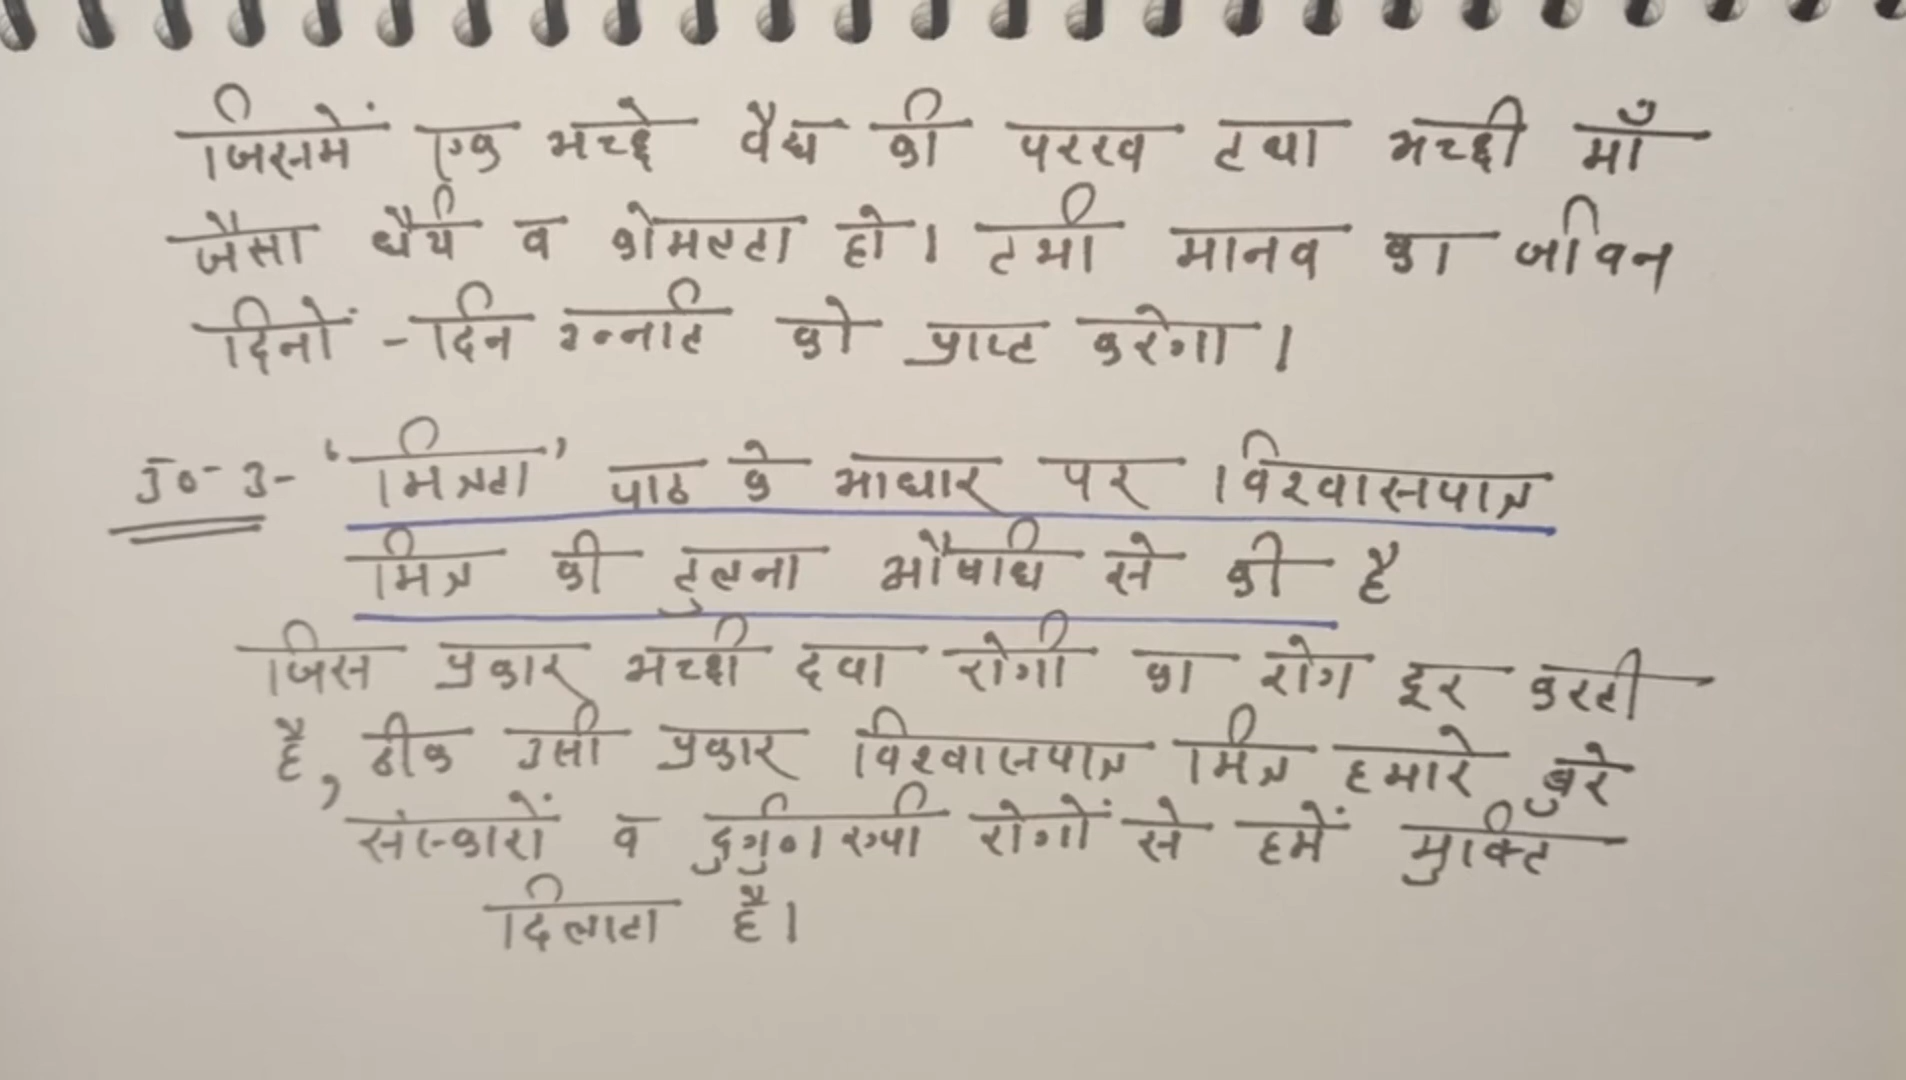 जिसमें एक अच्छे वैद्य की परख तथा अच्छी माँ
जैसा धैर्य व कोमलता हो। तभी मानव का जीवन
दिनों - दिन उन्नति को प्राप्त करेगा।
उ०- 3- 'मित्रता' पाठ के आधार पर विश्वासपात्र
मित्र की तुलना औषधि से की है
जिस प्रकार अच्छी दवा रोगी का रोग दूर करती
है, ठीक उसी प्रकार विश्वासपात्र मित्र हमारे बुरे
संस्कारों व दुर्गुण रुपी रोगों से हमें मुक्ति
दिलाता है।